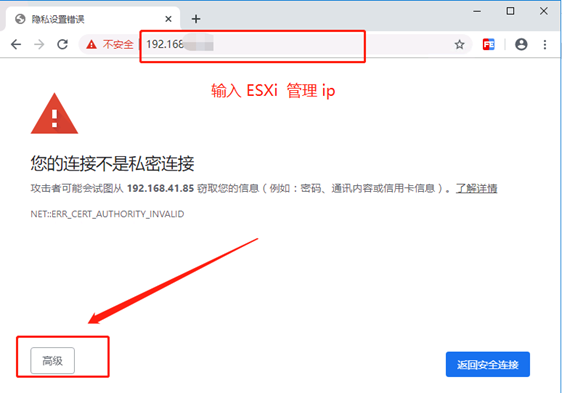 隐私设置错误
不安全
192.168
输入 ESXi 管理 ip
您的连接不是私密连接
攻击者可能会试图从 192.168.41.85 窃取您的信息（例如：密码、通讯内容或信用卡信息）。了解详情
NET::ERR_CERT_AUTHORITY_INVALID
高级
返回安全连接